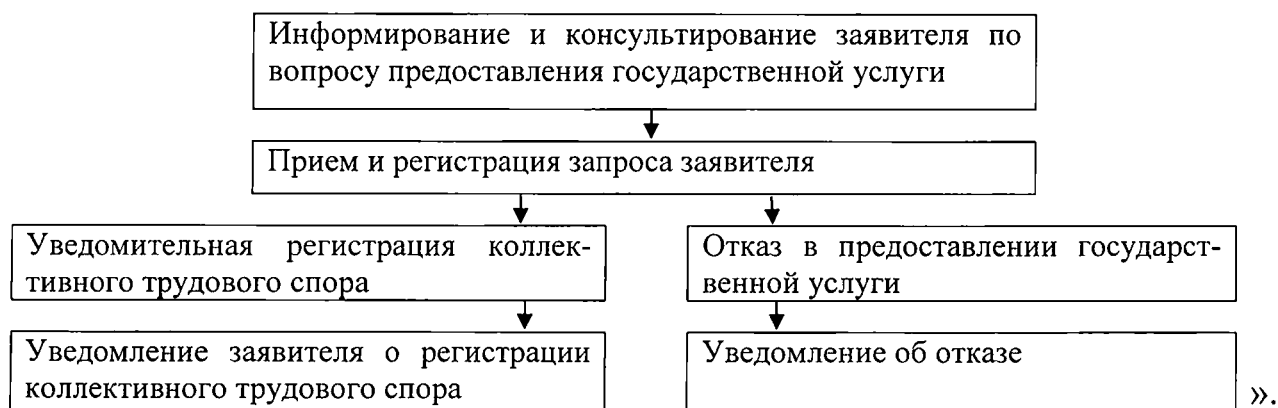 Информирование и консультирование заявителя по
вопросу предоставления государственной услуги
Прием и регистрация запроса заявителя
Уведомительная регистрация коллек-
тивного трудового спора
Отказ в предоставлении государст-
венной услуги
Уведомление заявителя о регистрации
коллективного трудового спора
Уведомление об отказе
».